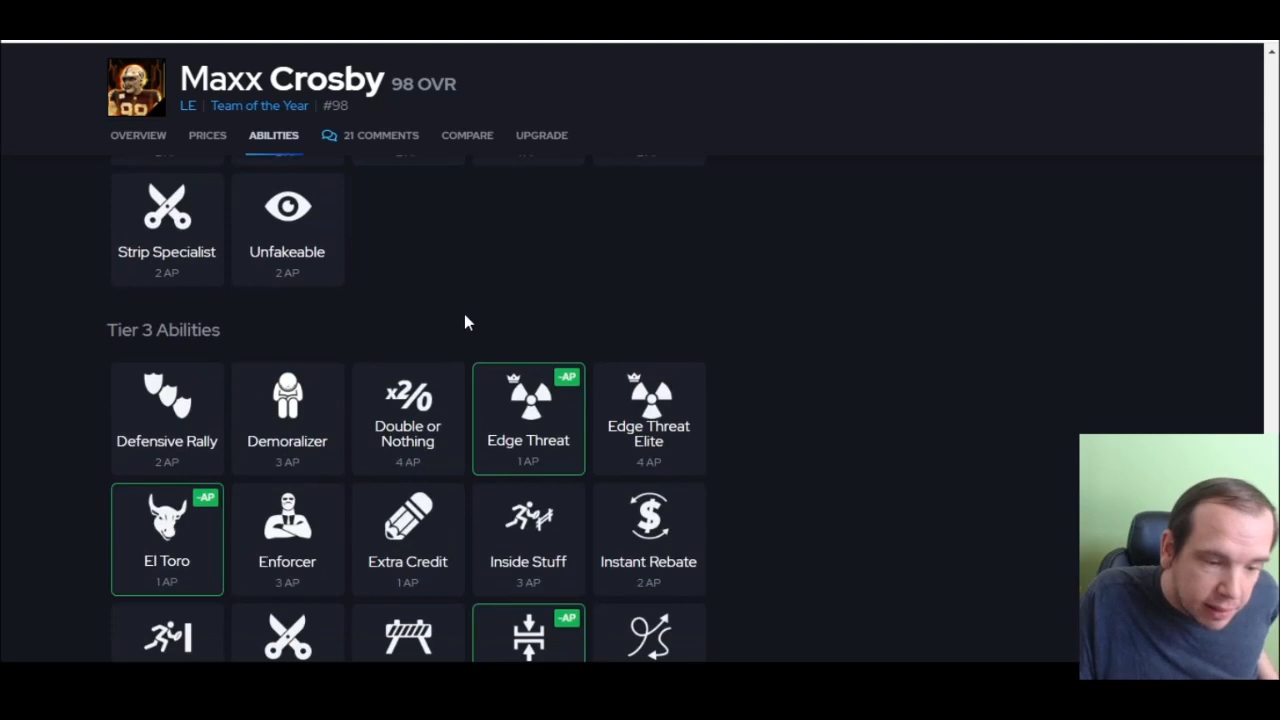 Maxx Crosby 98 OVR
LE | Team of the Year | #98
OVERVIEW PRICES ABILITIES 21 COMMENTS COMPARE UPGRADE
Strip Specialist
2 AP
Unfakeable
2 AP
Tier 3 Abilities
Defensive Rally
2 AP
Demoralizer
3 AP
x2/0
Double or
Nothing
4 AP
-AP
Edge Threat
1 AP
Edge Threat
Elite
4 AP
-AP
El Toro
1 AP
Enforcer
3 AP
Extra Credit
1 AP
Inside Stuff
3 AP
$
Instant Rebate
2 AP
-AP